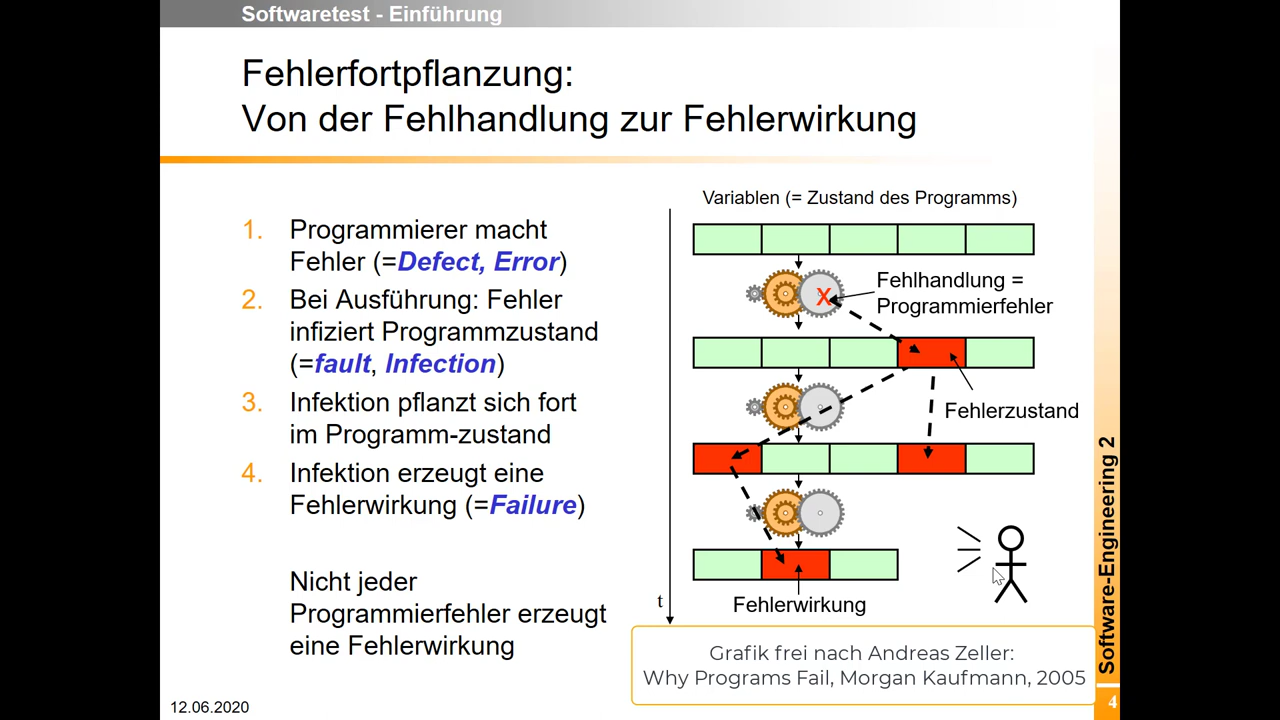 Softwaretest - Einführung
Fehlerfortpflanzung:
Von der Fehlhandlung zur Fehlerwirkung
1. Programmierer macht
Fehler (=Defect, Error)
2. Bei Ausführung: Fehler
infiziert Programmzustand
(=fault, Infection)
3. Infektion pflanzt sich fort
im Programm-zustand
4. Infektion erzeugt eine
Fehlerwirkung (=Failure)
Nicht jeder
Programmierfehler erzeugt
eine Fehlerwirkung
Variablen (= Zustand des Programms)
X
Fehlhandlung =
Programmierfehler
Fehlerzustand
t
Fehlerwirkung
Grafik frei nach Andreas Zeller:
Why Programs Fail, Morgan Kaufmann, 2005
Software-Engineering 2
12.06.2020
4